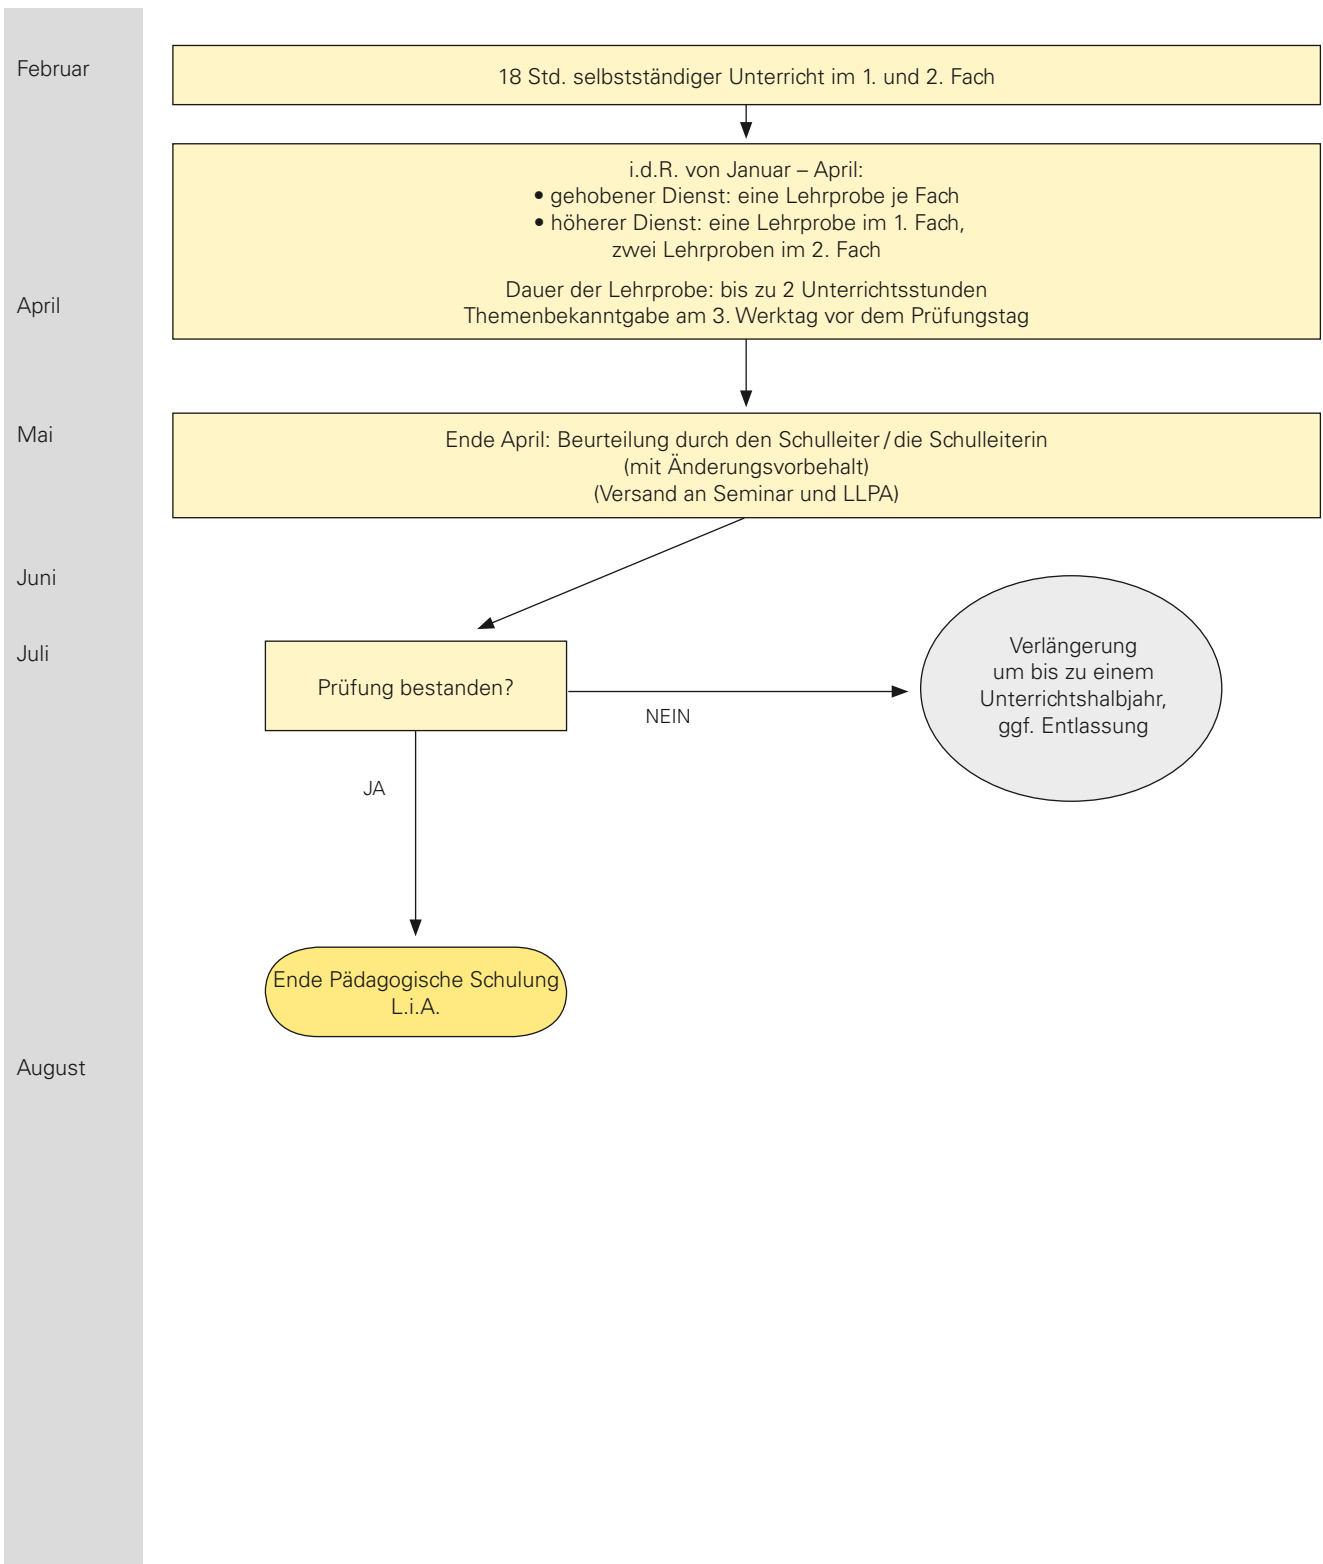 Februar
18 Std. selbstständiger Unterricht im 1. und 2. Fach
i.d.R. von Januar – April:
• gehobener Dienst: eine Lehrprobe je Fach
• höherer Dienst: eine Lehrprobe im 1. Fach,
zwei Lehrproben im 2. Fach
Dauer der Lehrprobe: bis zu 2 Unterrichtsstunden
April
Themenbekanntgabe am 3. Werktag vor dem Prüfungstag
Mai
Ende April: Beurteilung durch den Schulleiter / die Schulleiterin
(mit Änderungsvorbehalt)
(Versand an Seminar und LLPA)
Juni
Juli
Prüfung bestanden?
NEIN
Verlängerung
um bis zu einem
Unterrichtshalbjahr,
ggf. Entlassung
JA
Ende Pädagogische Schulung
L.i.A.
August